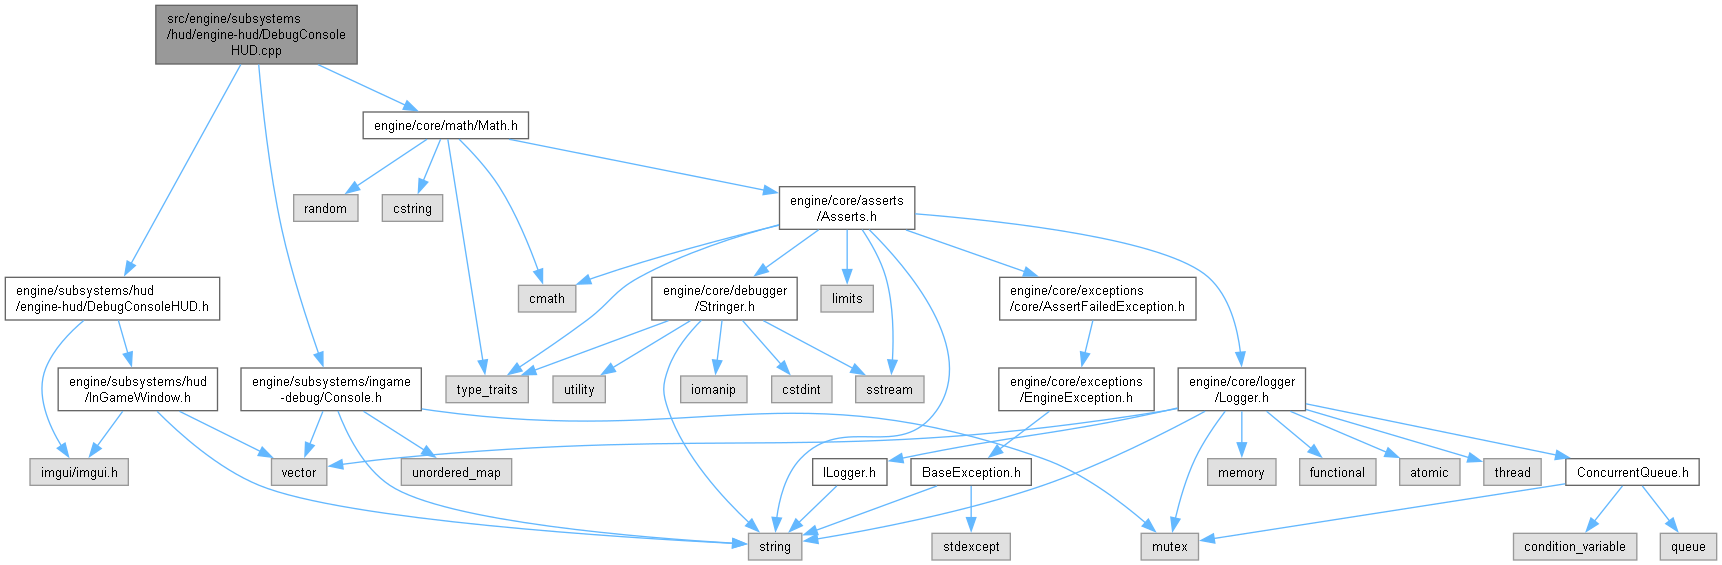 src/engine/subsystems
/hud/engine-hud/DebugConsole
HUD.cpp
engine/core/math/Math.h
random
cstring
engine/core/asserts
/Asserts.h
engine/subsystems/hud
/engine-hud/DebugConsoleHUD.h
cmath
engine/core/debugger
/Stringer.h
limits
engine/core/exceptions
/core/AssertFailedException.h
engine/subsystems/hud
/InGameWindow.h
engine/subsystems/ingame
-debug/Console.h
type_traits
utility
iomanip
cstdint
sstream
engine/core/exceptions
/EngineException.h
engine/core/logger
/Logger.h
imgui/imgui.h
vector
unordered_map
ILogger.h
BaseException.h
memory
functional
atomic
thread
ConcurrentQueue.h
string
stdexcept
mutex
condition_variable
queue